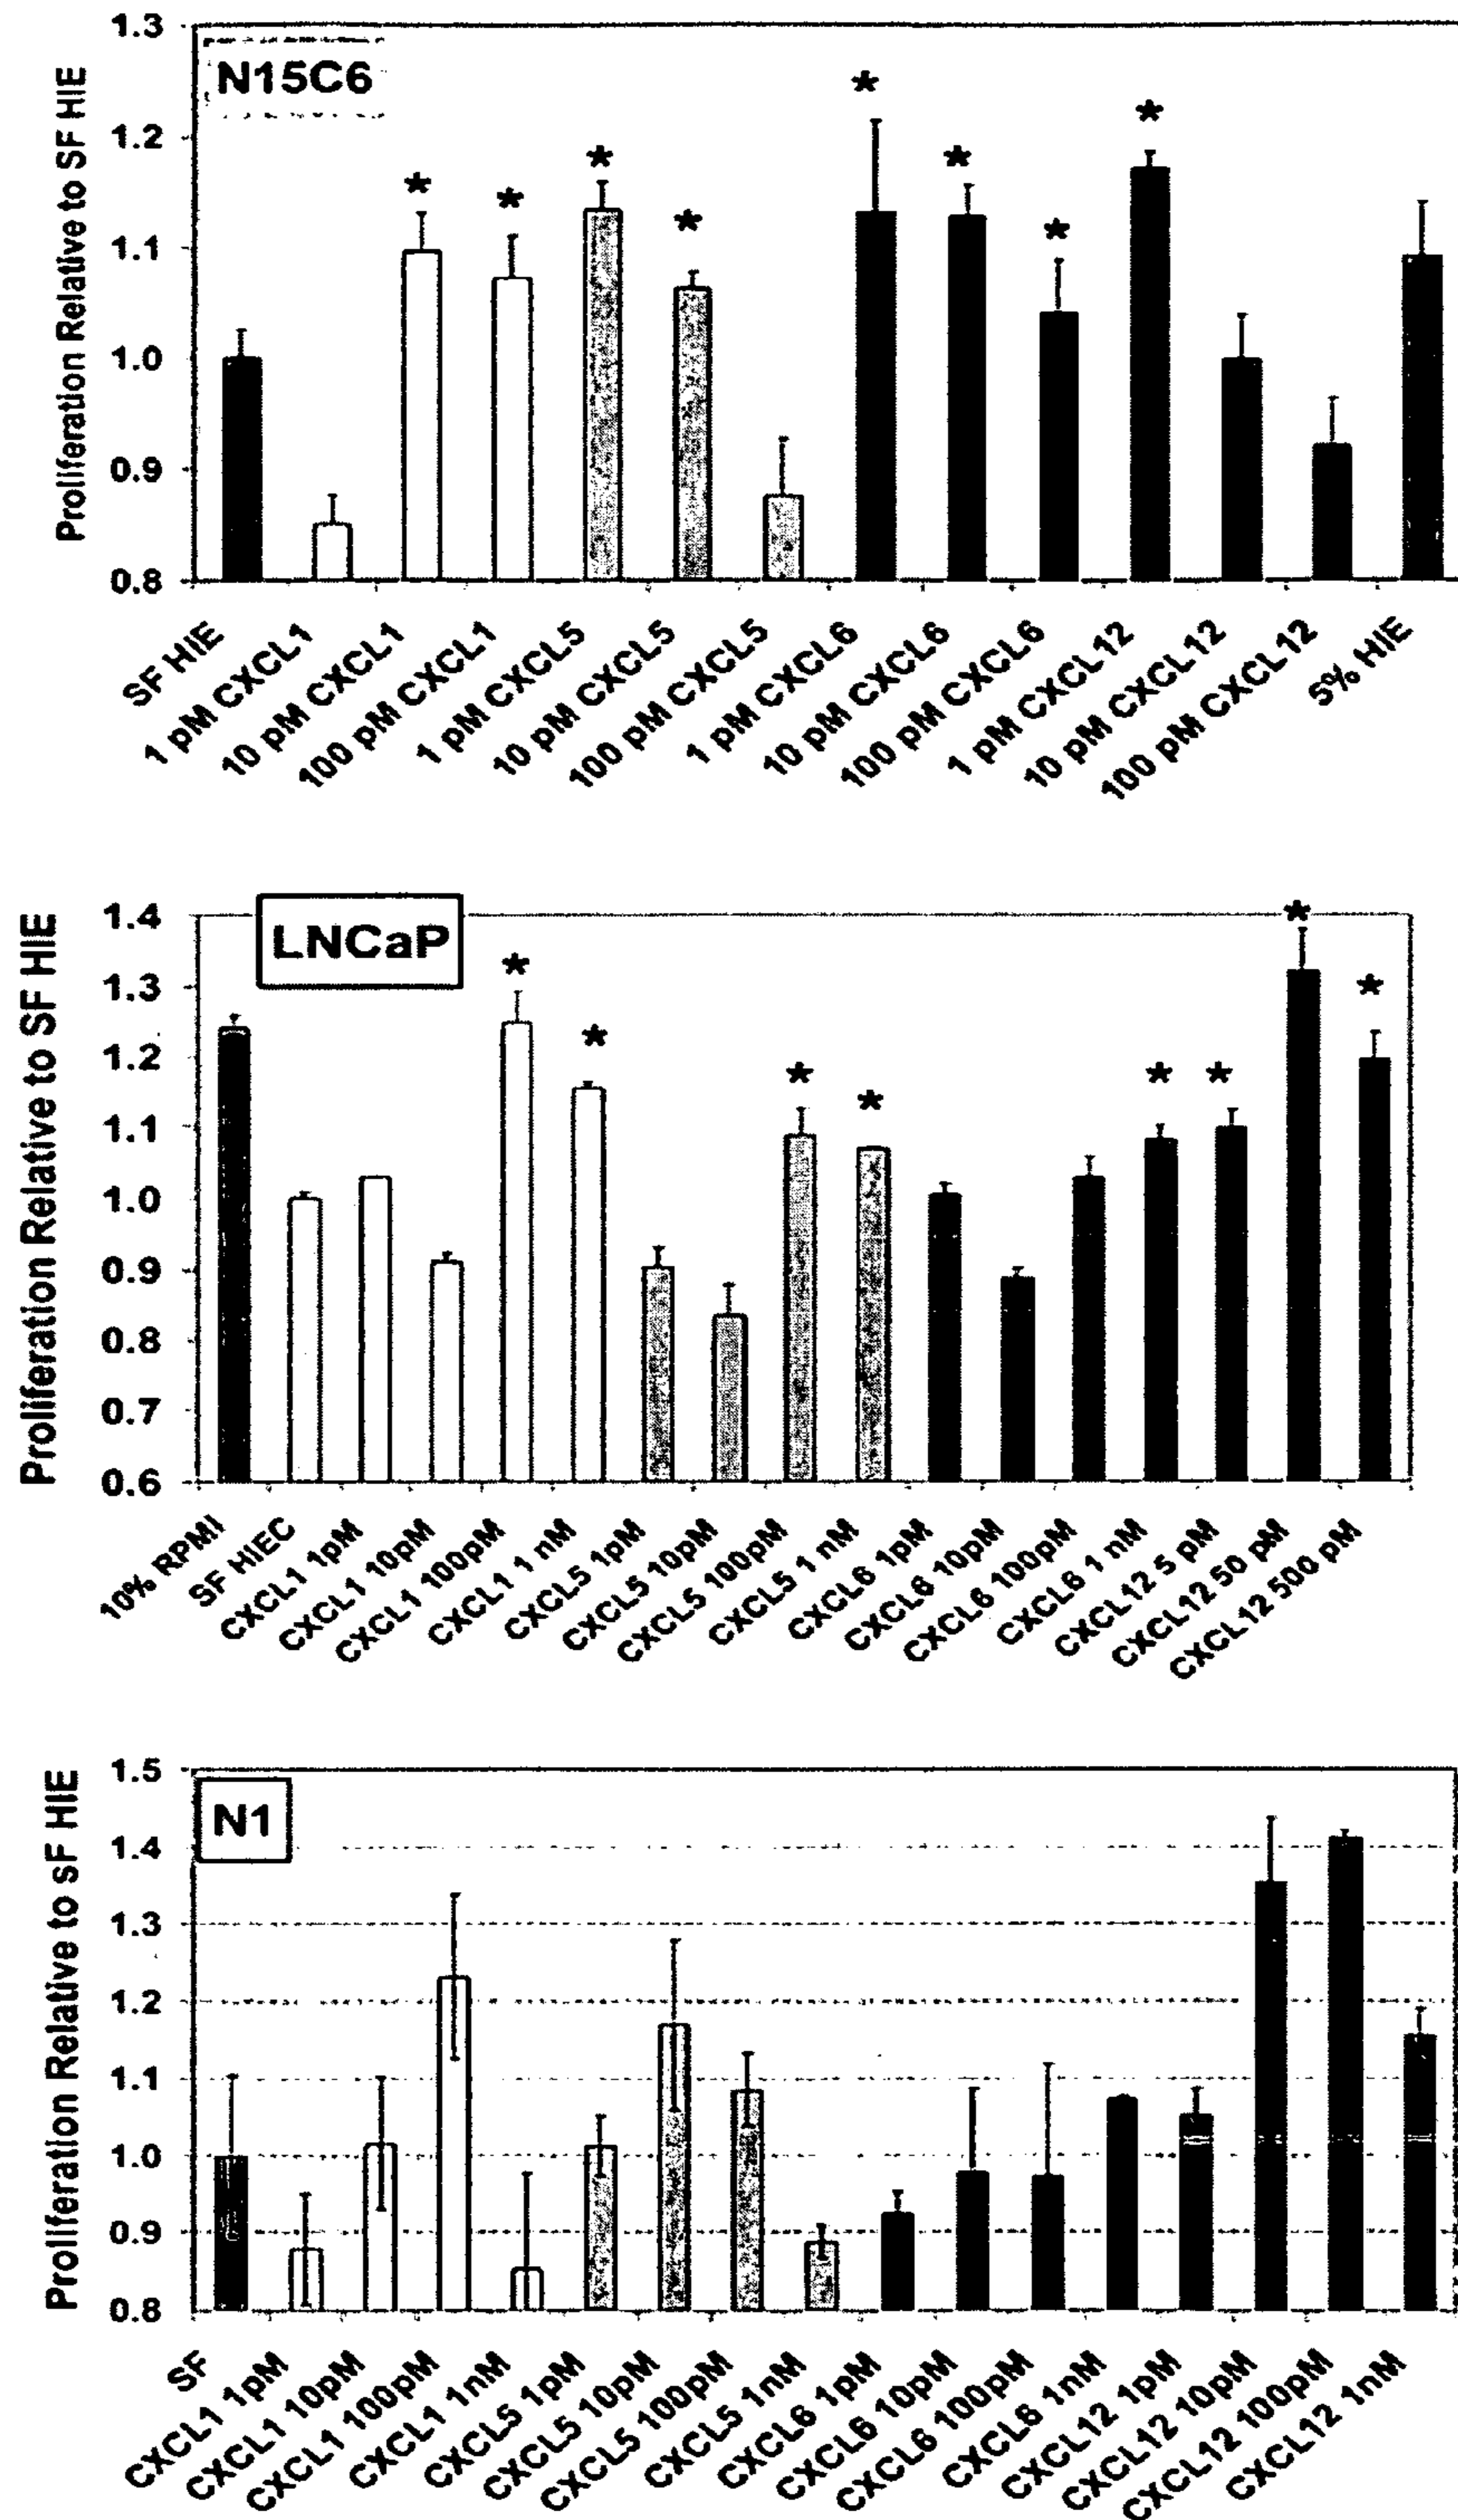 Proliferation Relative to SF HIE
N15C6
1.3
1.2
1.1
1.0
0.9
0.8
*
*
*
*
*
*
*
*
SF HIE
1 pM CXCL1
10 pM CXCL1
100 pM CXCL1
1 pM CXCL5
10 pM CXCL5
100 pM CXCL5
1 pM CXCL6
10 pM CXCL6
100 pM CXCL6
1 pM CXCL12
10 pM CXCL12
100 pM CXCL12
5% HIE
Proliferation Relative to SF HIE
LNCaP
1.4
1.3
1.2
1.1
1.0
0.9
0.8
0.7
0.6
*
*
*
*
*
*
*
*
10% RPMI
SF HIEC
CXCL1 1pM
CXCL1 10pM
CXCL1 100pM
CXCL1 1 nM
CXCL5 1pM
CXCL5 10pM
CXCL5 100pM
CXCL5 1 nM
CXCL6 1pM
CXCL6 10pM
CXCL6 100pM
CXCL6 1 nM
CXCL12 5 pM
CXCL12 50 pM
CXCL12 500 pM
Proliferation Relative to sF HIE
N1
1.5
1.4
1.3
1.2
1.1
1.0
0.9
0.8
SF
CXCL1 1pM
CXCL1 10pM
CXCL1 100pM
CXCL1 1nM
CXCL5 1pM
CXCL5 10pM
CXCL5 100pM
CXCL5 1nM
CXCL6 1pM
CXCL6 10pM
CXCL6 100pM
CXCL6 1nM
CXCL12 1pM
CXCL12 10pM
CXCL12 100pM
CXCL12 1nM